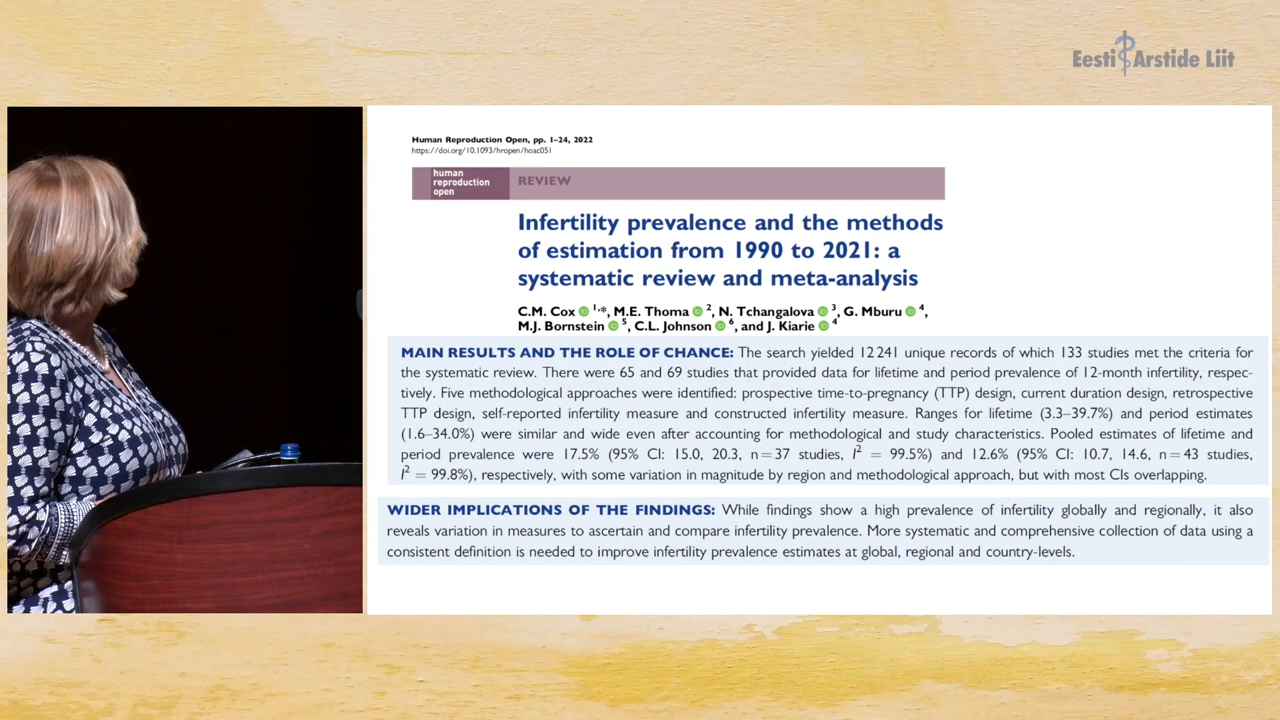 Eesti Arstide Liit
Human Reproduction Open, pp. 1–24, 2022
https://doi.org/10.1093/hropen/hoac051
human
reproduction
open
REVIEW
Infertility prevalence and the methods
of estimation from 1990 to 2021: a
systematic review and meta-analysis
C.M. Cox 1,*, M.E. Thoma 2, N. Tchangalova 3, G. Mburu 4,
M.J. Bornstein 5, C.L. Johnson 6, and J. Kiarie 4
MAIN RESULTS AND THE ROLE OF CHANCE: The search yielded 12 241 unique records of which 133 studies met the criteria for
the systematic review. There were 65 and 69 studies that provided data for lifetime and period prevalence of 12-month infertility, respec-
tively. Five methodological approaches were identified: prospective time-to-pregnancy (TTP) design, current duration design, retrospective
TTP design, self-reported infertility measure and constructed infertility measure. Ranges for lifetime (3.3–39.7%) and period estimates
(1.6–34.0%) were similar and wide even after accounting for methodological and study characteristics. Pooled estimates of lifetime and
period prevalence were 17.5% (95% CI: 15.0, 20.3, n = 37 studies, I² = 99.5%) and 12.6% (95% CI: 10.7, 14.6, n = 43 studies,
I² = 99.8%), respectively, with some variation in magnitude by region and methodological approach, but with most CIs overlapping.
WIDER IMPLICATIONS OF THE FINDINGS: While findings show a high prevalence of infertility globally and regionally, it also
reveals variation in measures to ascertain and compare infertility prevalence. More systematic and comprehensive collection of data using a
consistent definition is needed to improve infertility prevalence estimates at global, regional and country-levels.